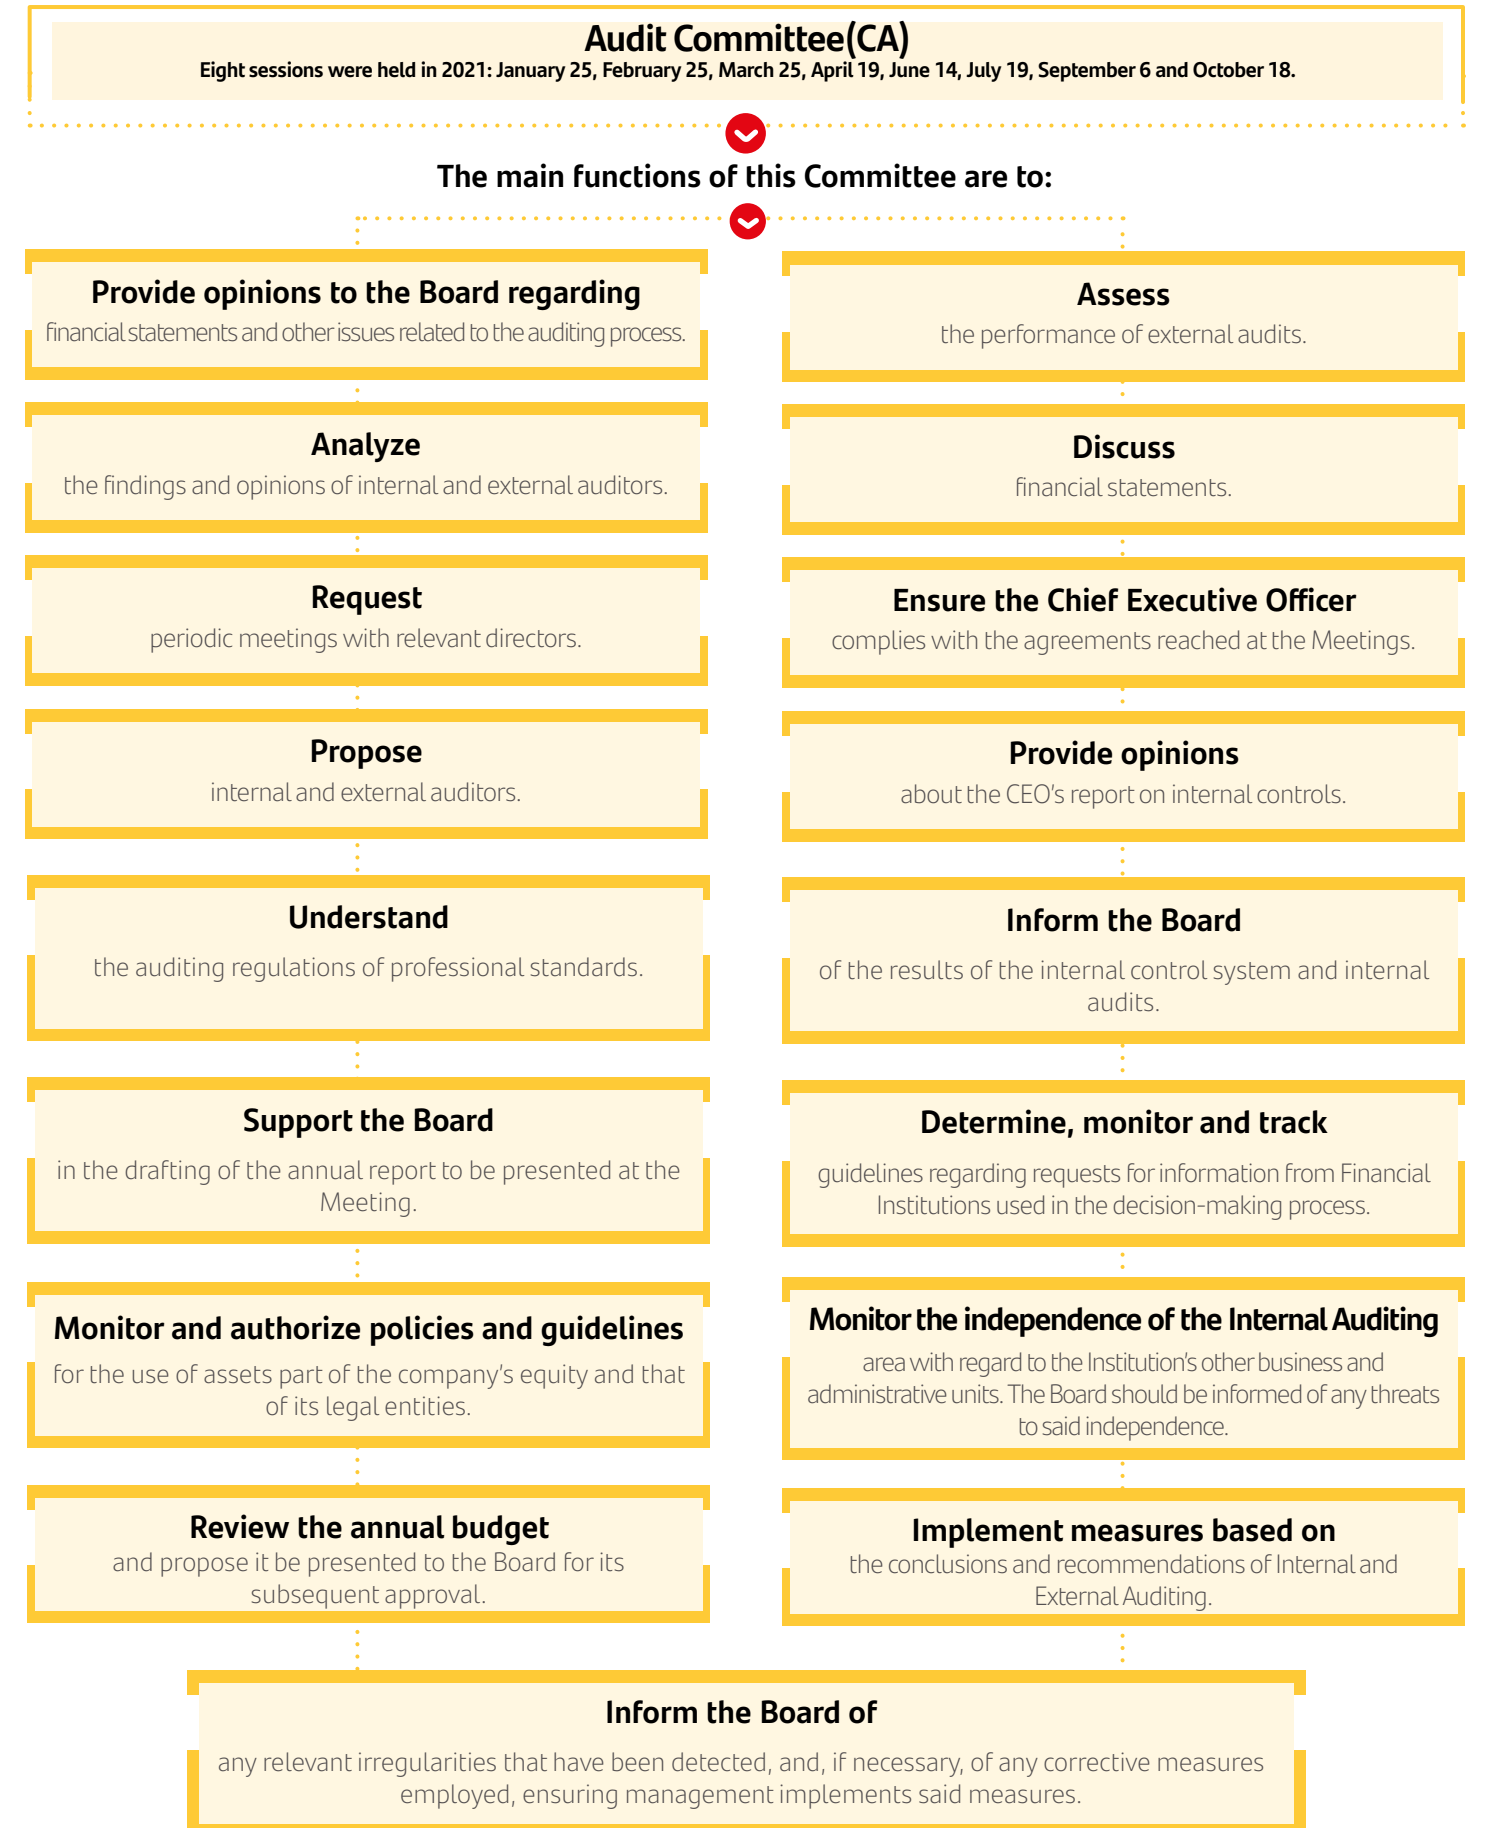 Audit Committee(CA)
Eight sessions were held in 2021: January 25, February 25, March 25, April 19, June 14, July 19, September 6 and October 18.
The main functions of this Committee are to:
Provide opinions to the Board regarding
financial statements and other issues related to the auditing process.
Analyze
the findings and opinions of internal and external auditors.
Request
periodic meetings with relevant directors.
Propose
internal and external auditors.
Understand
the auditing regulations of professional standards.
Support the Board
in the drafting of the annual report to be presented at the
Meeting.
Monitor and authorize policies and guidelines
for the use of assets part of the company's equity and that
of its legal entities.
Review the annual budget
and propose it be presented to the Board for its
subsequent approval.
Assess
the performance of external audits.
Discuss
financial statements.
Ensure the Chief Executive Officer
complies with the agreements reached at the Meetings.
Provide opinions
about the CEO's report on internal controls.
Inform the Board
of the results of the internal control system and internal
audits.
Determine, monitor and track
guidelines regarding requests for information from Financial
Institutions used in the decision-making process.
Monitor the independence of the Internal Auditing
area with regard to the Institution's other business and
administrative units. The Board should be informed of any threats
to said independence.
Implement measures based on
the conclusions and recommendations of Internal and
External Auditing.
Inform the Board of
any relevant irregularities that have been detected, and, if necessary, of any corrective measures
employed, ensuring management implements said measures.